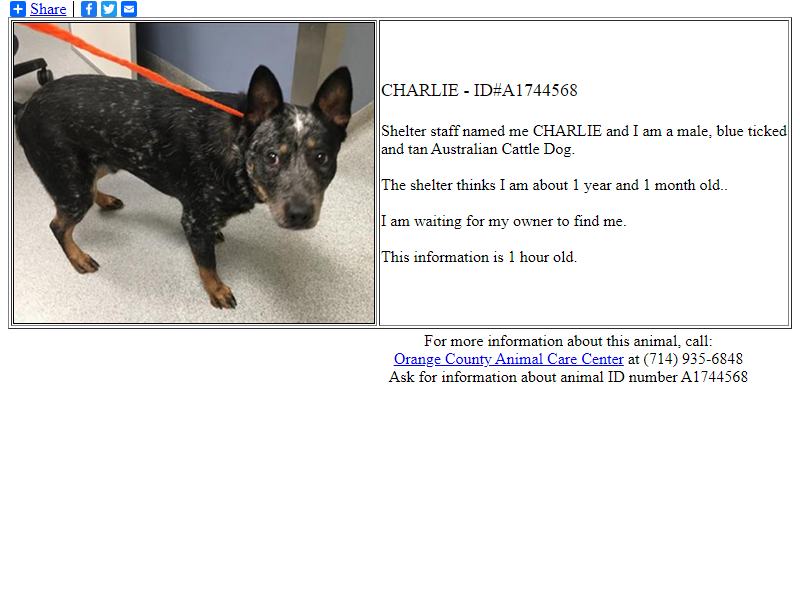 Share
CHARLIE - ID#A1744568
Shelter staff named me CHARLIE and I am a male, blue ticked
and tan Australian Cattle Dog.
The shelter thinks I am about 1 year and 1 month old..
I am waiting for my owner to find me.
This information is 1 hour old.
For more information about this animal, call:
Orange County Animal Care Center at (714) 935-6848
Ask for information about animal ID number A1744568